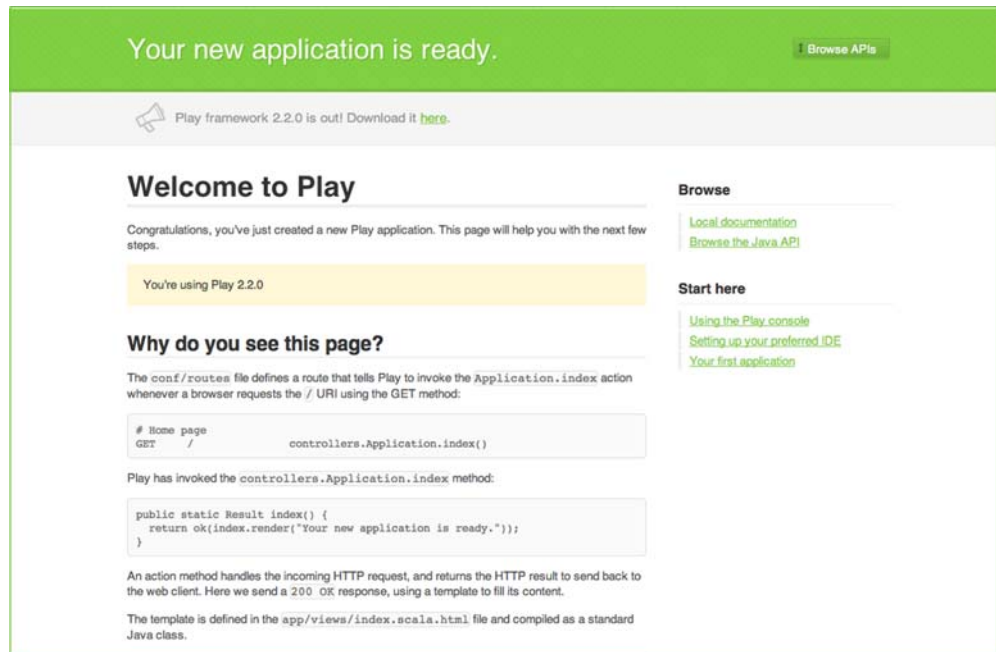 Your new application is ready.
Browse APIs
Play framework 2.2.0 is out! Download it here.
Welcome to Play
Congratulations, you've just created a new Play application. This page will help you with the next few
steps.
You're using Play 2.2.0
Why do you see this page?
The conf/routes file defines a route that tells Play to invoke the Application.index action
whenever a browser requests the / URI using the GET method:
# Home page
GET / controllers.Application.index()
Play has invoked the controllers.Application.index method:
public static Result index() {
return ok(index.render("Your new application is ready."));
}
An action method handles the incoming HTTP request, and returns the HTTP result to send back to
the web client. Here we send a 200 OK response, using a template to fill its content.
The template is defined in the app/views/index.scala.html file and compiled as a standard
Java class.
Browse
Local documentation
Browse the Java API
Start here
Using the Play console
Setting up your preferred IDE
Your first application